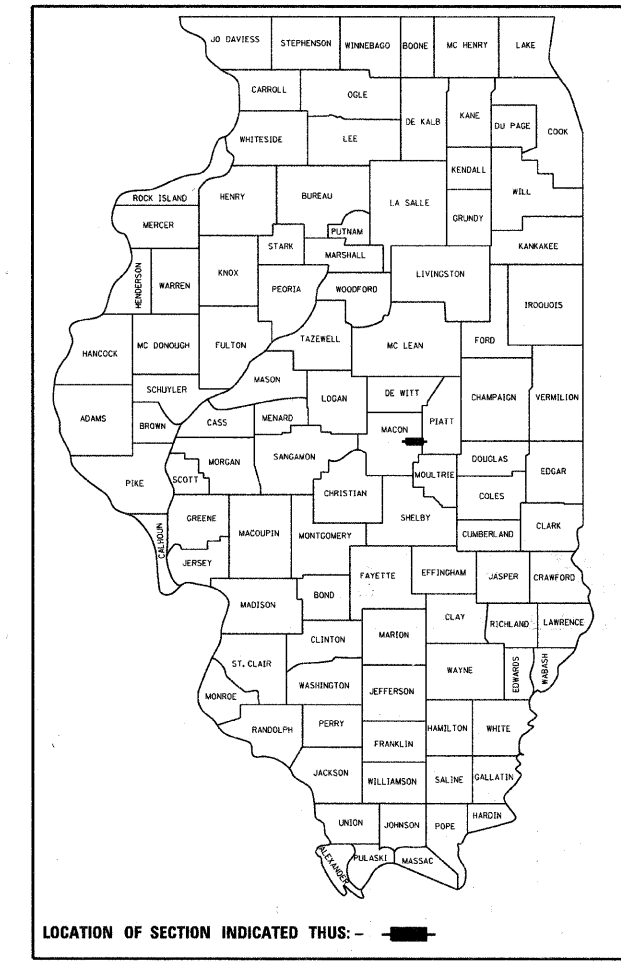 JO DAVIESS STEPHENSON WINNEBAGO BOONE MC HENRY LAKE
CARROLL OGLE
DE KALB KANE DU PAGE COOK
WHITESIDE LEE
KENDALL
WILL
ROCK ISLAND HENRY BUREAU LA SALLE GRUNDY
MERCER PUTNAM
STARK MARSHALL KANKAKEE
HENDERSON WARREN KNOX PEORIA WOODFORD LIVINGSTON
IROQUOIS
HANCOCK MC DONOUGH FULTON TAZEWELL MC LEAN FORD
MASON
SCHUYLER LOGAN DE WITT CHAMPAIGN VERMILION
ADAMS BROWN CASS MENARD MACON PIATT
MORGAN SANGAMON DOUGLAS
PIKE SCOTT MOULTRIE EDGAR
CHRISTIAN COLES
GREENE MACOUPIN MONTGOMERY SHELBY CUMBERLAND CLARK
CALHOUN JERSEY
FAYETTE EFFINGHAM JASPER CRAWFORD
MADISON BOND
CLAY RICHLAND LAWRENCE
CLINTON MARION
ST. CLAIR WAYNE EDWARDS WABASH
WASHINGTON JEFFERSON
MONROE
RANDOLPH PERRY HAMILTON WHITE
FRANKLIN
JACKSON WILLIAMSON SALINE GALLATIN
UNION JOHNSON POPE HARDIN
ALEXANDER PULASKI MASSAC
LOCATION OF SECTION INDICATED THUS: -